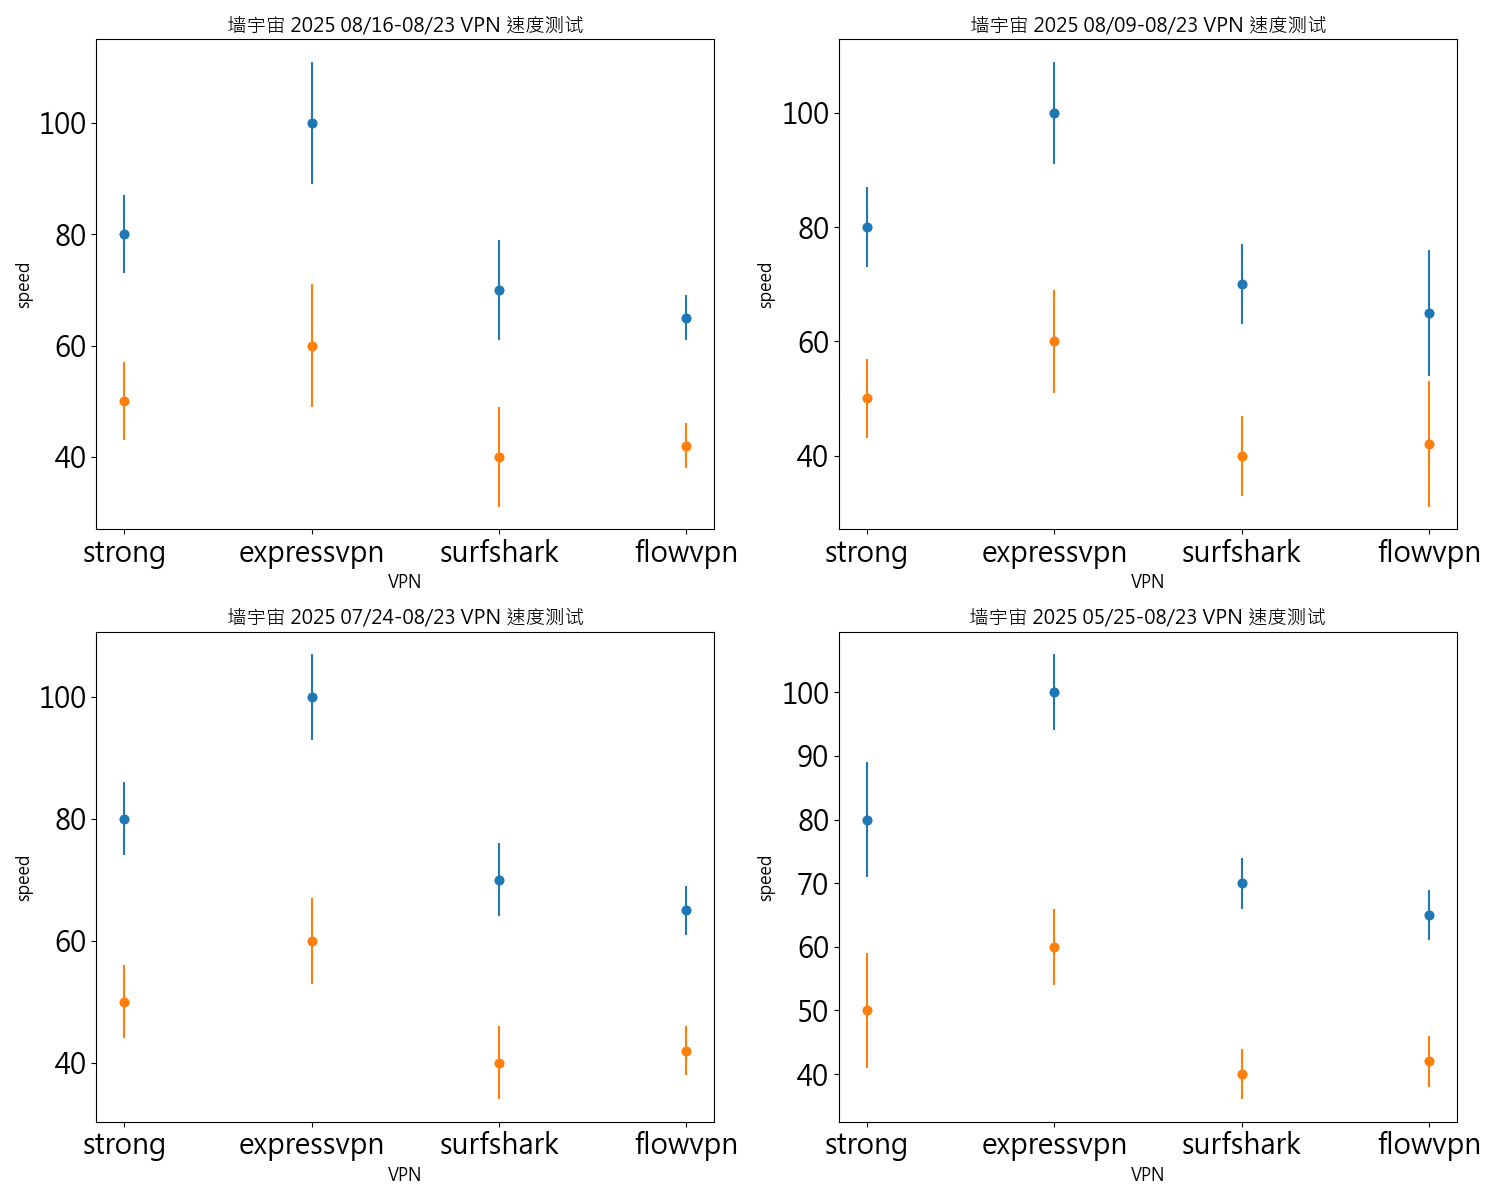 墙宇宙 2025 08/16-08/23 VPN 速度测试
100
80
60
40
speed
strong expressvpn surfshark flowvpn
VPN
墙宇宙 2025 08/09-08/23 VPN 速度测试
100
80
60
40
speed
strong expressvpn surfshark flowvpn
VPN
墙宇宙 2025 07/24-08/23 VPN 速度测试
100
80
60
40
speed
strong expressvpn surfshark flowvpn
VPN
墙宇宙 2025 05/25-08/23 VPN 速度测试
100
90
80
70
60
50
40
speed
strong expressvpn surfshark flowvpn
VPN